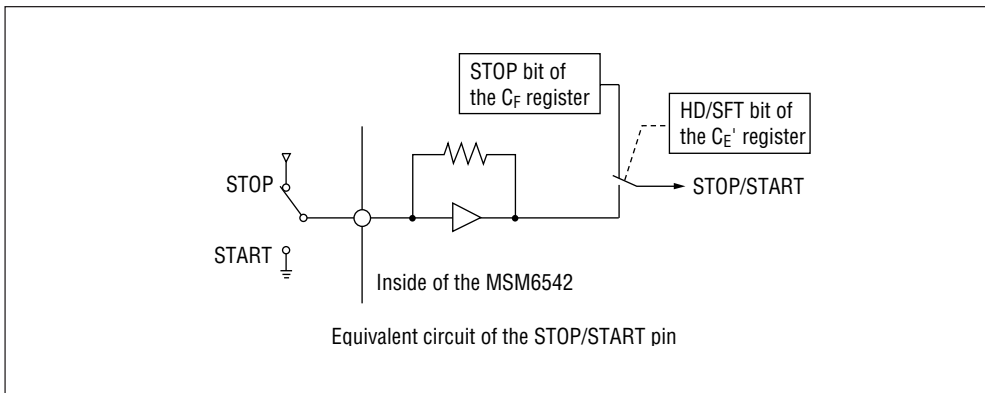 STOP bit of
the CF register
HD/SFT bit of
the CE' register
STOP
STOP/START
START
Inside of the MSM6542
Equivalent circuit of the STOP/START pin